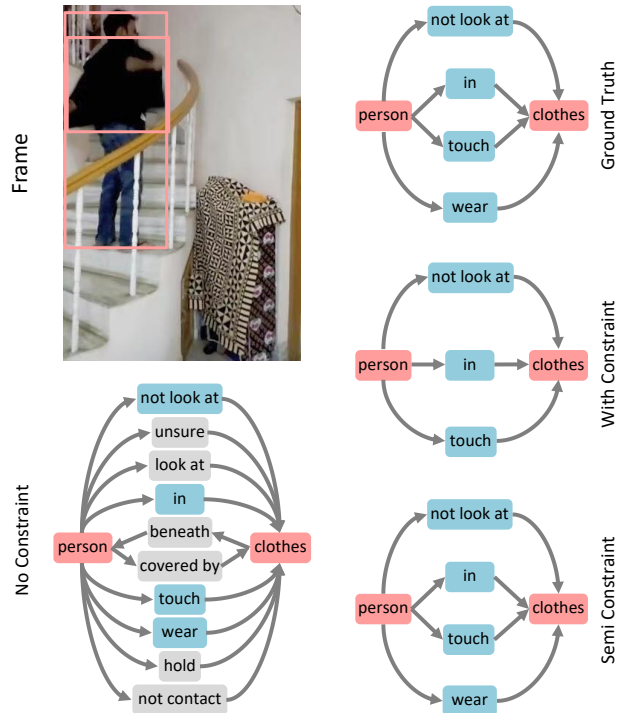 Frame
not look at
in
person
clothes
touch
wear
Ground Truth
not look at
person
in
clothes
touch
With Constraint
No Constraint
not look at
unsure
look at
in
beneath
person
clothes
covered by
touch
wear
hold
not contact
not look at
in
person
clothes
touch
wear
Semi Constraint